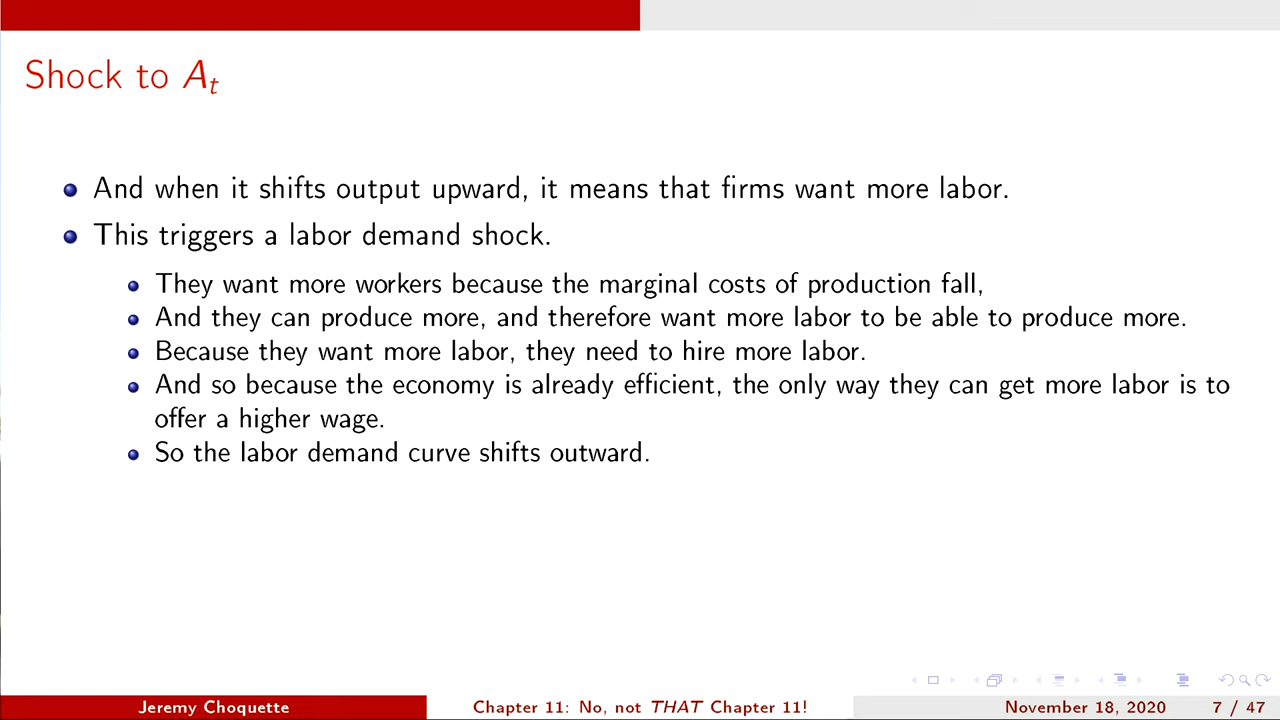 Shock to At
And when it shifts output upward, it means that firms want more labor.
This triggers a labor demand shock.
They want more workers because the marginal costs of production fall,
And they can produce more, and therefore want more labor to be able to produce more.
Because they want more labor, they need to hire more labor.
And so because the economy is already efficient, the only way they can get more labor is to
offer a higher wage.
So the labor demand curve shifts outward.
Jeremy Choquette
Chapter 11: No, not THAT Chapter 11!
November 18, 2020
7 / 47